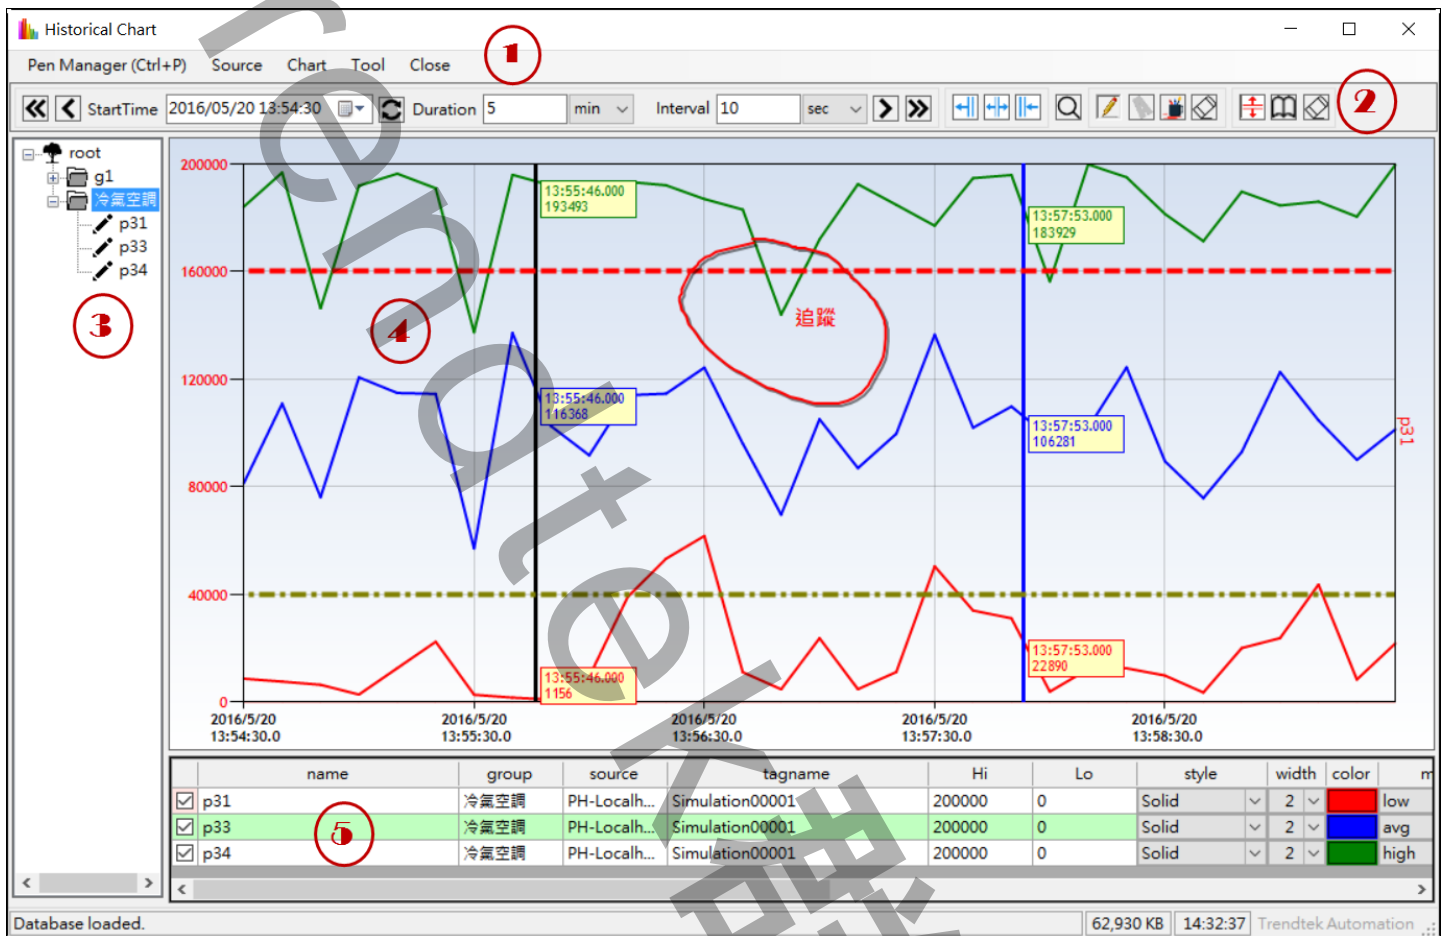 Historical Chart
Pen Manager (Ctrl+P) Source Chart Tool Close
1
StartTime 2016/05/20 13:54:30 Duration 5 min Interval 10 sec
2
root
g1
冷氣空調
p31
p33
p34
3
200000
160000
120000
80000
40000
0
13:55:46.000
193493
13:57:53.000
183929
追蹤
4
13:55:46.000
116368
13:57:53.000
106281
p31
13:55:46.000
1156
13:57:53.000
22890
2016/5/20 2016/5/20 2016/5/20 2016/5/20 2016/5/20
13:54:30.0 13:55:30.0 13:56:30.0 13:57:30.0 13:58:30.0
name group source tagname Hi Lo style width color m
p31 冷氣空調 PH-Localh... Simulation00001 200000 0 Solid 2 low
p33 冷氣空調 PH-Localh... Simulation00001 200000 0 Solid 2 avg
p34 冷氣空調 PH-Localh... Simulation00001 200000 0 Solid 2 high
5
Database loaded. 62,930 KB 14:32:37 Trendtek Automation